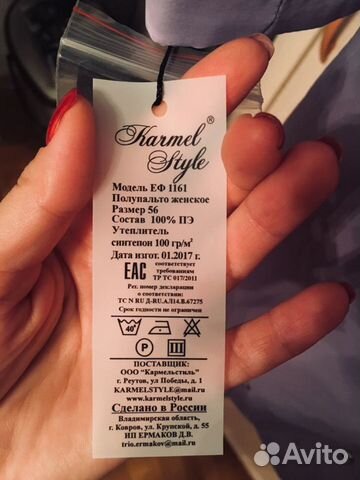 Karmel ®
Style
Модель ЕФ 1161
Полупальто женское
Размер 56
Состав 100% ПЭ
Утеплитель
синтепон 100 гр/м²
Дата изгот. 01.2017 г.
ЕАС соответствует
требованиям
ТР ТС 017/2011
Рег. номер декларации
о соответствии:
ТС N RU Д-RU.АЛ14.В.67275
Срок годности не ограничен
40°
P
ПОСТАВЩИК:
ООО "Кармельстиль"
г. Реутов, ул Победы, д. 1
KARMELSTYLE@mail.ru
www.karmelstyle.ru
Сделано в России
Владимирская область,
г. Ковров, ул. Крупской, д. 55
ИП ЕРМАКОВ Д.В.
trio.ermakov@mail.ru
Avito